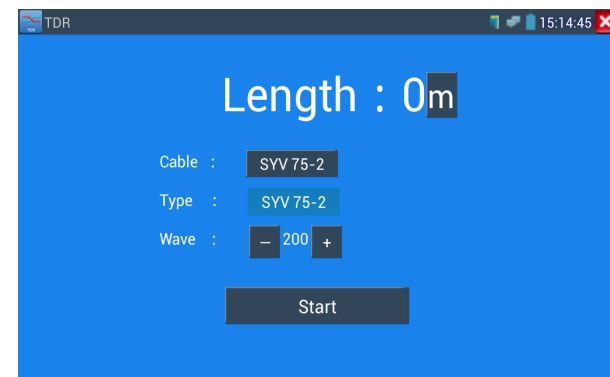 TDR 15:14:45
Length : 0m
Cable : SYV 75-2
Type : SYV 75-2
Wave : – 200 +
Start